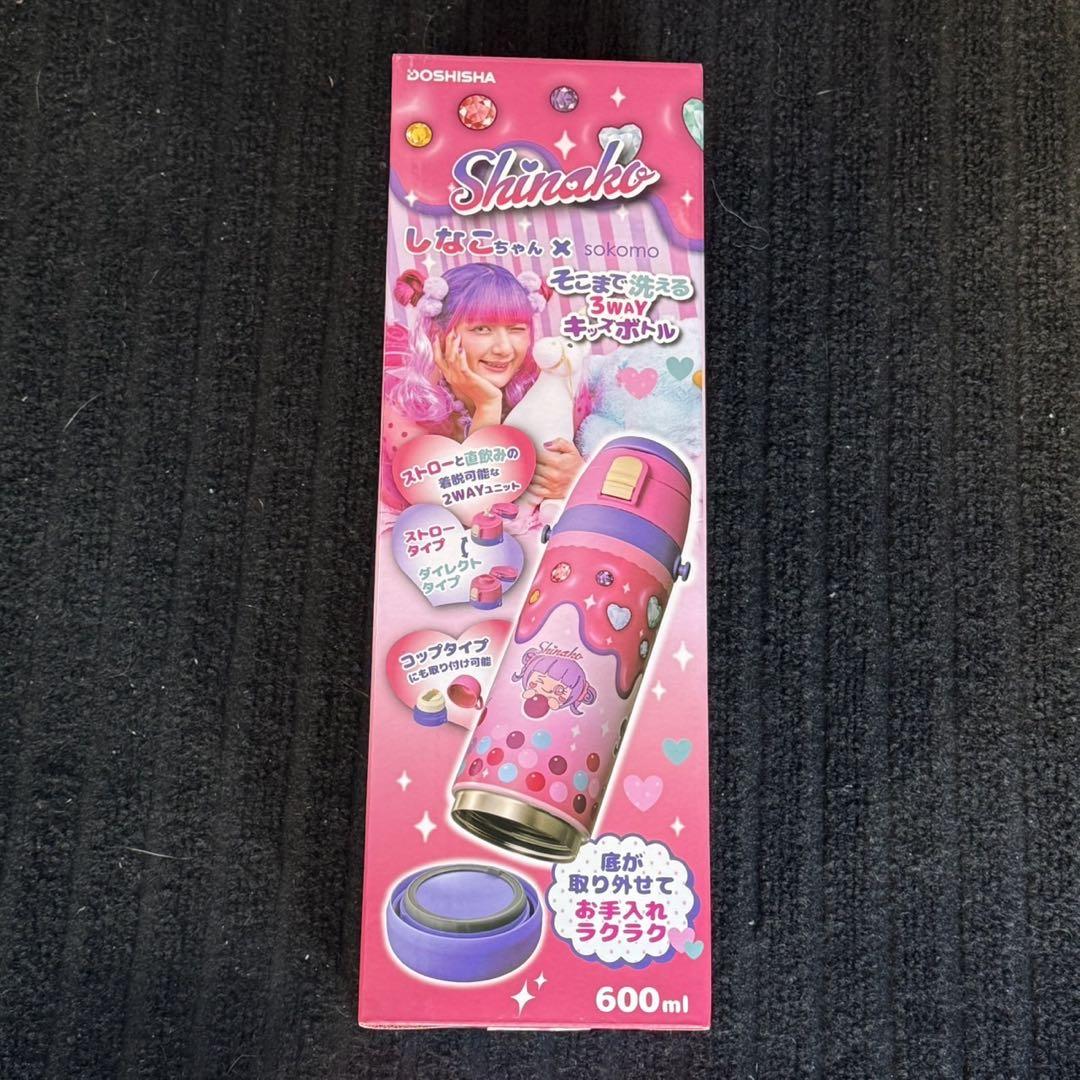 DOSHISHA
Shinako
しなこちゃん × sokomo
そこまで洗える
3WAY
キッズボトル
ストローと直飲みの
着脱可能な
2WAYユニット
ストロー
タイプ
ダイレクト
タイプ
コップタイプ
にも取り付け可能
Shinako
底が
取り外せて
お手入れ
ラクラク
600ml